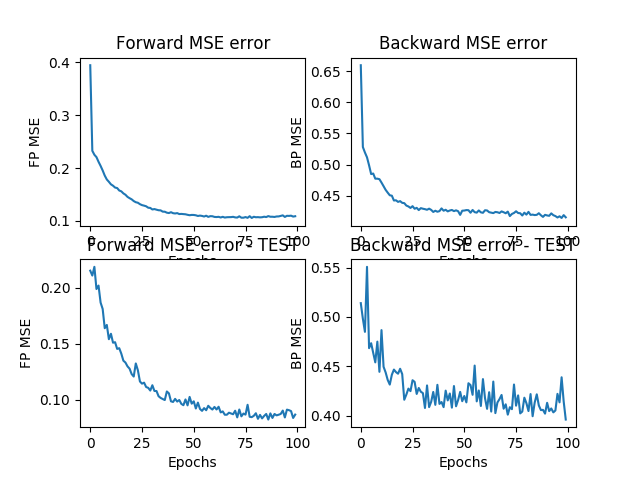 Forward MSE error
Backward MSE error
FP MSE
0.4
0.3
0.2
0.1
BP MSE
0.65
0.60
0.55
0.50
0.45
0 25 50 75 100
0 25 50 75 100
Epochs
Epochs
Forward MSE error - TEST
Backward MSE error - TEST
FP MSE
0.20
0.15
0.10
BP MSE
0.55
0.50
0.45
0.40
0 25 50 75 100
0 25 50 75 100
Epochs
Epochs